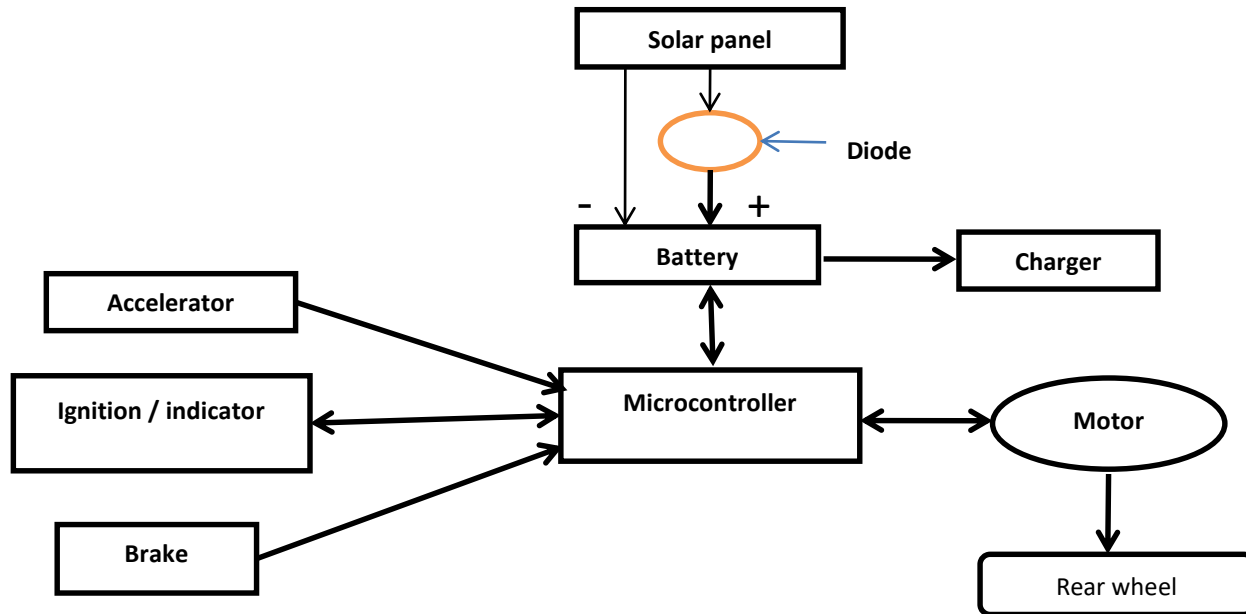 Solar panel
Diode
- +
Battery
Charger
Accelerator
Ignition / indicator
Microcontroller
Motor
Brake
Rear wheel